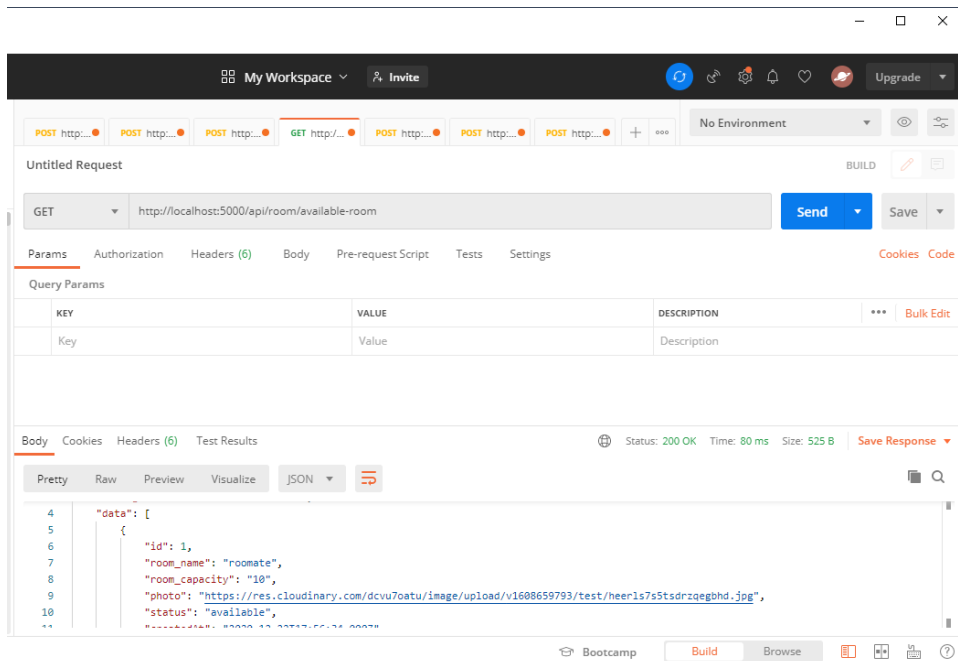 My Workspace
Invite
Upgrade
POST http:...
POST http:...
POST http:...
GET http:/...
POST http:...
POST http:...
POST http:...
No Environment
Untitled Request
BUILD
GET
http://localhost:5000/api/room/available-room
Send
Save
Params Authorization Headers (6) Body Pre-request Script Tests Settings Cookies Code
Query Params
KEY VALUE DESCRIPTION ••• Bulk Edit
Key Value Description
Body Cookies Headers (6) Test Results Status: 200 OK Time: 80 ms Size: 525 B Save Response
Pretty Raw Preview Visualize JSON
4 "data": [
5 {
6 "id": 1,
7 "room_name": "roomate",
8 "room_capacity": "10",
9 "photo": "https://res.cloudinary.com/dcvu7oatu/image/upload/v1608659793/test/heerls7s5tsdrzqegbhd.jpg",
10 "status": "available",
Bootcamp Build Browse